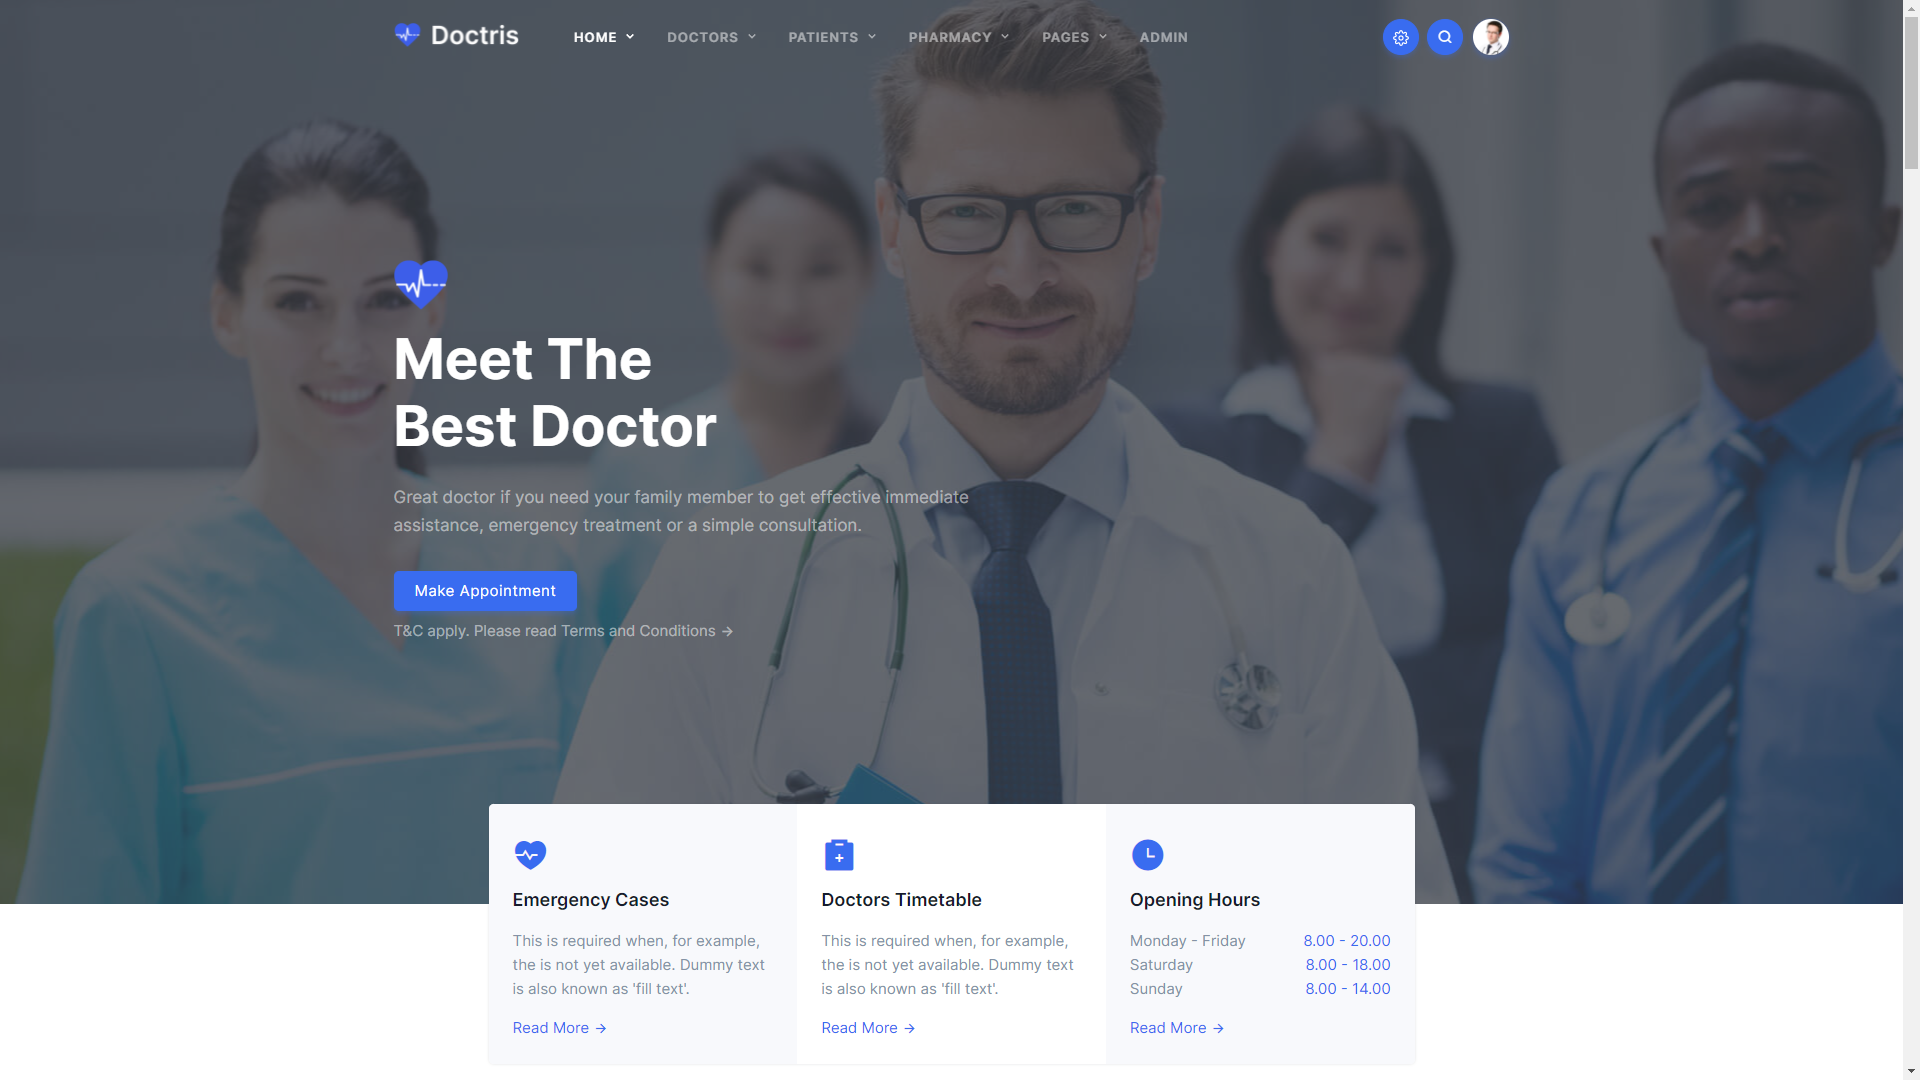 Doctris
HOME
DOCTORS
PATIENTS
PHARMACY
PAGES
ADMIN
Meet The
Best Doctor
Great doctor if you need your family member to get effective immediate
assistance, emergency treatment or a simple consultation.
Make Appointment
T&C apply. Please read Terms and Conditions →
Emergency Cases
This is required when, for example,
the is not yet available. Dummy text
is also known as 'fill text'.
Read More →
Doctors Timetable
This is required when, for example,
the is not yet available. Dummy text
is also known as 'fill text'.
Read More →
Opening Hours
Monday - Friday 8.00 - 20.00
Saturday 8.00 - 18.00
Sunday 8.00 - 14.00
Read More →